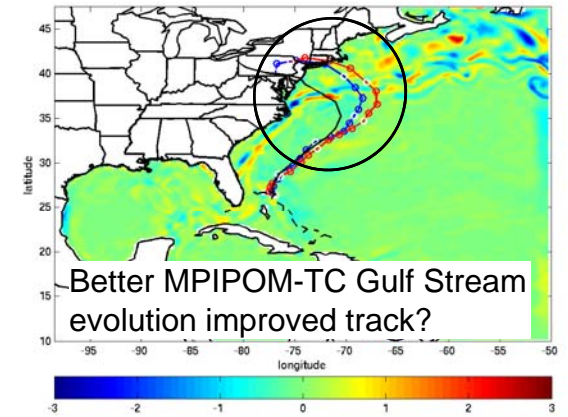 45
40
35
30
25
20
15
10
latitude
Better MPIPOM-TC Gulf Stream
evolution improved track?
-95 -90 -85 -80 -75 -70 -65 -60 -55 -50
longitude
-3 -2 -1 0 1 2 3